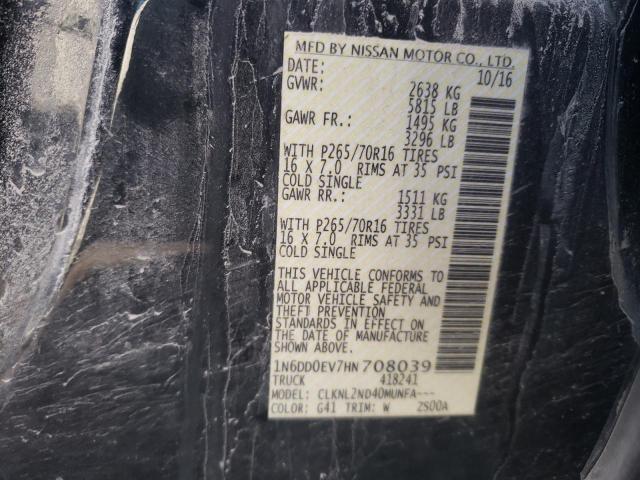 MFD BY NISSAN MOTOR CO., LTD.
DATE: 10/16
GVWR: 2638 KG
5815 LB
GAWR FR.: 1495 KG
3296 LB
WITH P265/70R16 TIRES
16 X 7.0 RIMS AT 35 PSI
COLD SINGLE
GAWR RR.: 1511 KG
3331 LB
WITH P265/70R16 TIRES
16 X 7.0 RIMS AT 35 PSI
COLD SINGLE
THIS VEHICLE CONFORMS TO
ALL APPLICABLE FEDERAL
MOTOR VEHICLE SAFETY AND
THEFT PREVENTION
STANDARDS IN EFFECT ON
THE DATE OF MANUFACTURE
SHOWN ABOVE.
1N6DD0EV7HN 708039
TRUCK 418241
MODEL: CLKNL2ND40MUNFA---
COLOR: G41 TRIM: W 2S00A